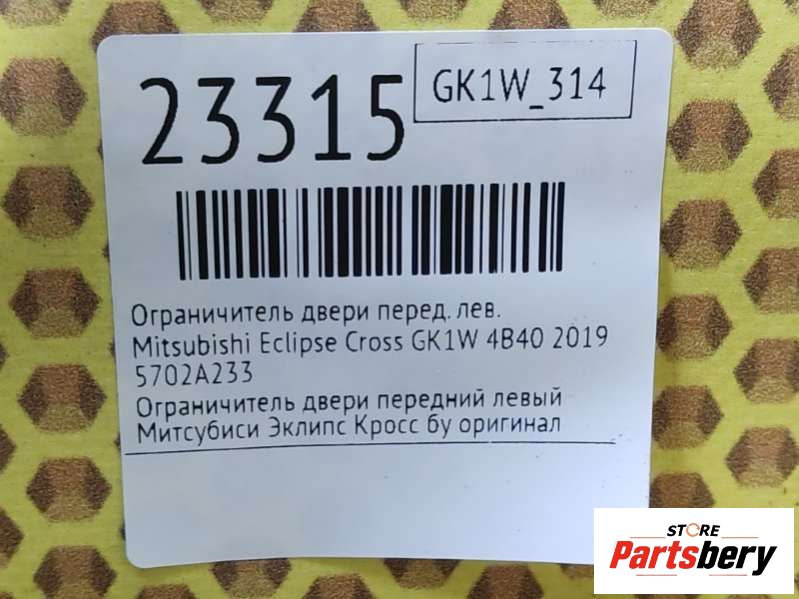 23315
GK1W_314
Ограничитель двери перед. лев.
Mitsubishi Eclipse Cross GK1W 4B40 2019
5702A233
Ограничитель двери передний левый
Митсубиси Эклипс Кросс бу оригинал
STORE
Partsbery